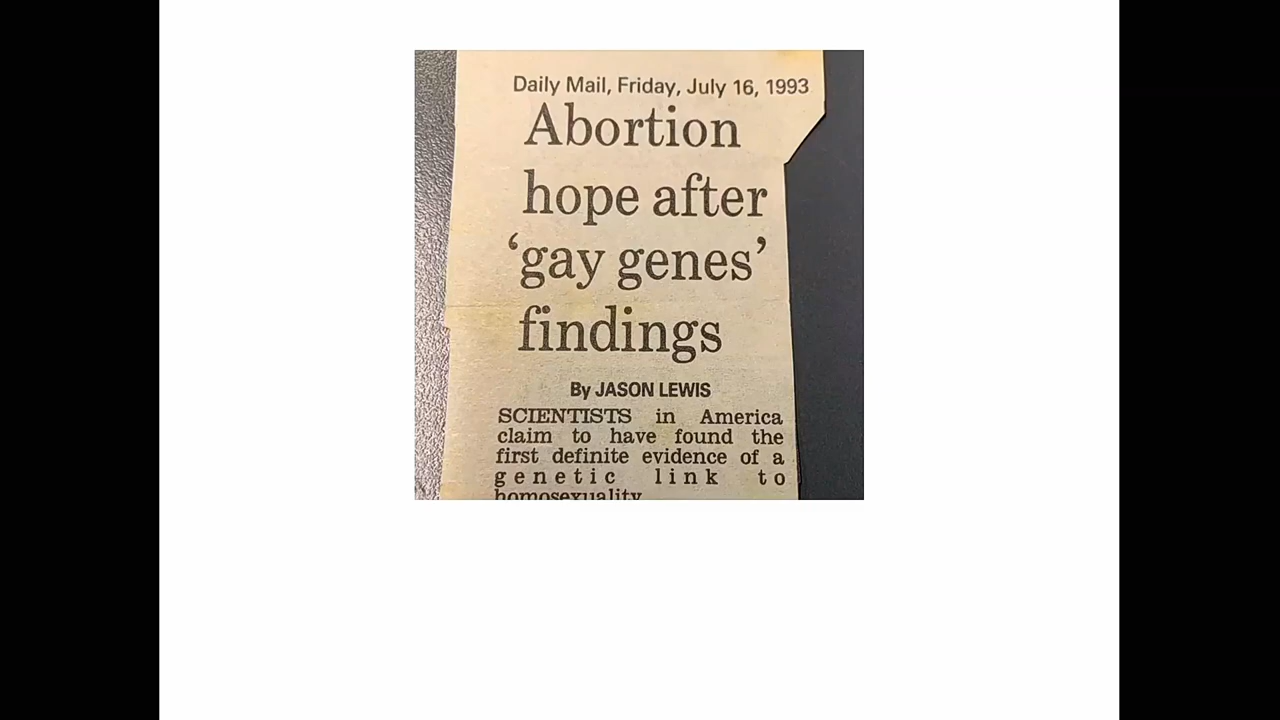 Daily Mail, Friday, July 16, 1993
Abortion
hope after
‘gay genes’
findings
By JASON LEWIS
SCIENTISTS in America
claim to have found the
first definite evidence of a
genetic link to
homosexuality